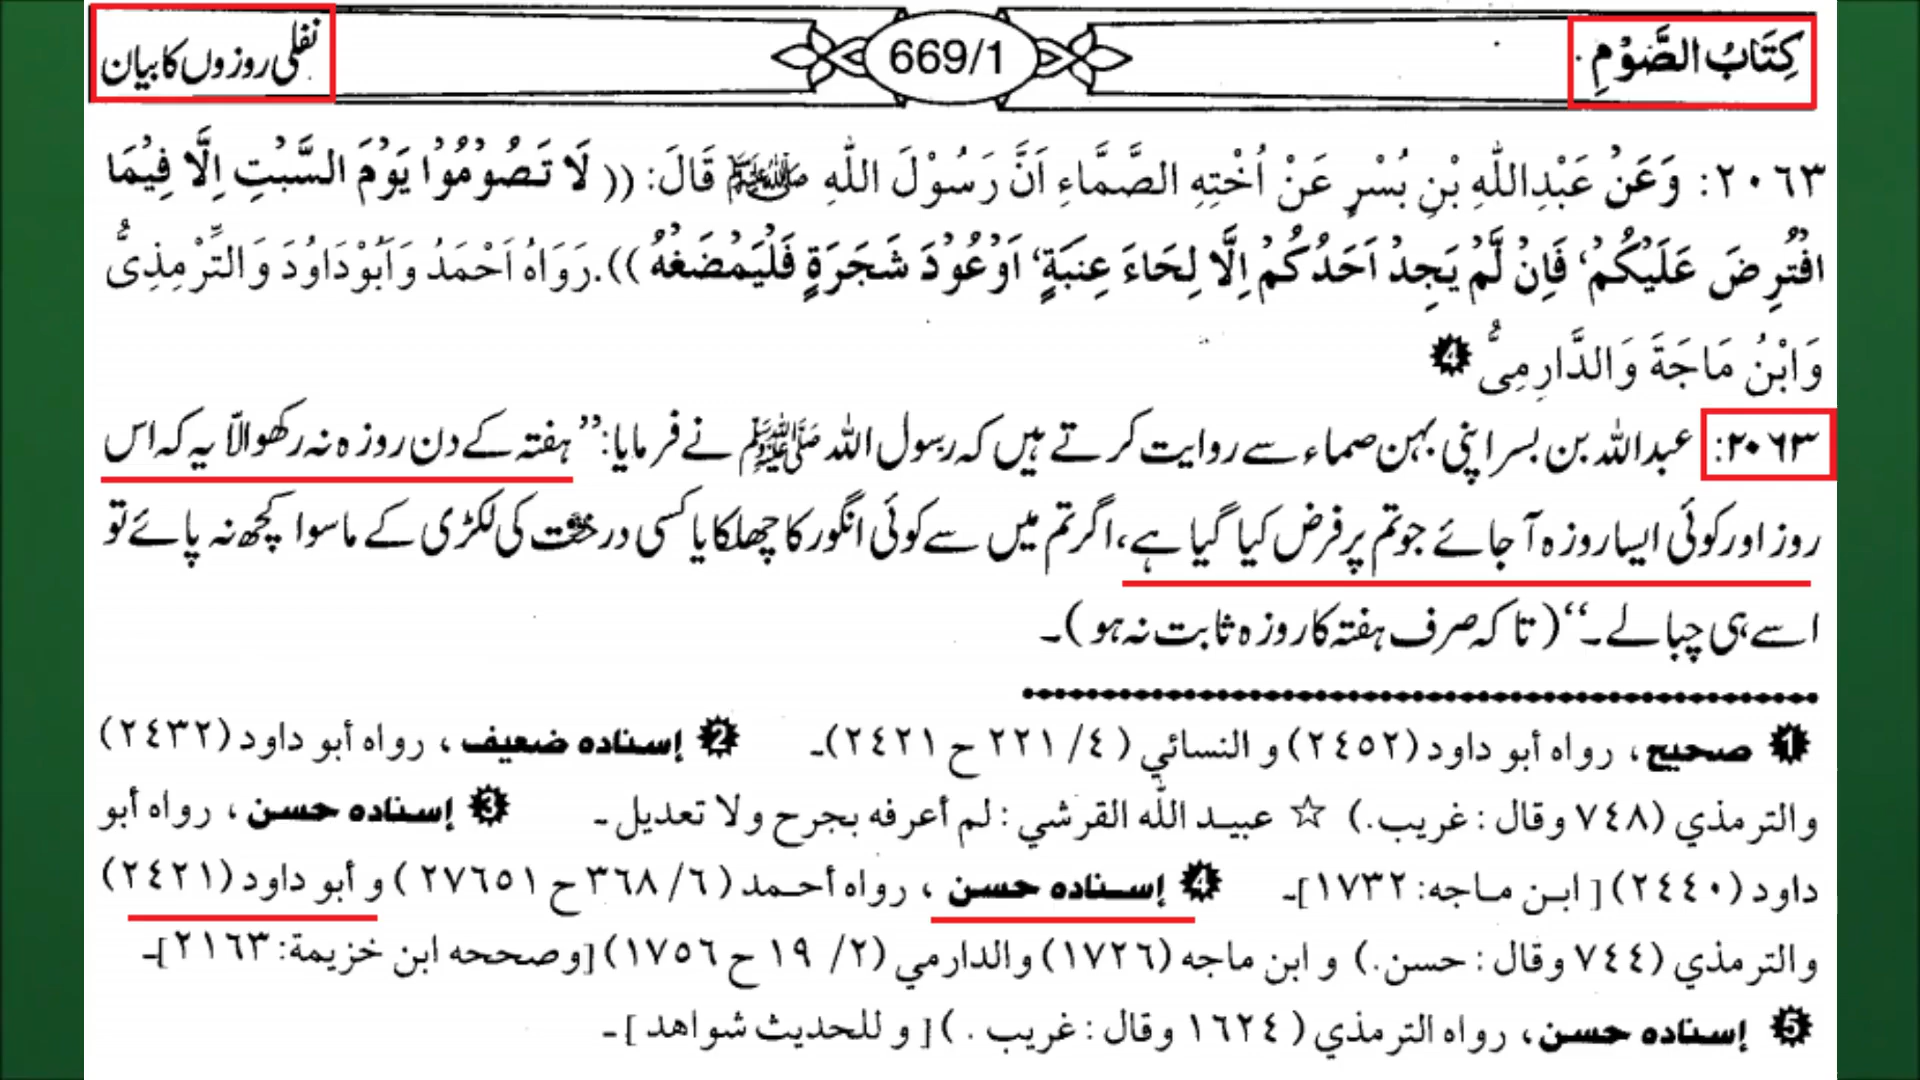 كِتَابُ الصَّوْمِ 669/1 نفلی روزوں کا بیان
٢٠٦٣: وَعَنْ عَبْدِاللّٰهِ بْنِ بُسْرٍ عَنْ اُخْتِهِ الصَّمَّاءِ اَنَّ رَسُوْلَ اللّٰهِ ﷺ قَالَ: ((لَا تَصُوْمُوْا يَوْمَ السَّبْتِ اِلَّا فِيْمَا
افْتُرِضَ عَلَيْكُمْ، فَاِنْ لَّمْ يَجِدْ اَحَدُكُمْ اِلَّا لِحَاءَ عِنَبَةٍ، اَوْعُوْدَ شَجَرَةٍ فَلْيَمْضَغْهُ)). رَوَاهُ اَحْمَدُ وَاَبُوْدَاوُدَ وَالتِّرْمِذِىُّ
وَابْنُ مَاجَةَ وَالدَّارِمِىُّ 4
٢٠٦٣: عبداللہ بن بسر اپنی بہن صماء سے روایت کرتے ہیں کہ رسول اللہ ﷺ نے فرمایا: ’’ہفتہ کے دن روزہ نہ رکھو الّا یہ کہ اس
روز اور کوئی ایسا روزہ آ جائے جو تم پر فرض کیا گیا ہے، اگر تم میں سے کوئی انگور کا چھلکا یا کسی درخت کی لکڑی کے ماسوا کچھ نہ پائے تو
اسے ہی چبا لے۔‘‘ (تا کہ صرف ہفتہ کا روزہ ثابت نہ ہو)۔
1 صحیح، رواه أبو داود (٢٤٥٢) و النسائي (٤/ ٢٢١ ح ٢٤٢١)۔ 2 إسناده ضعيف، رواه أبو داود (٢٤٣٢)
والترمذي (٧٤٨ وقال: غريب.) ☆ عبيد الله القرشي: لم أعرفه بجرح ولا تعديل۔ 3 إسناده حسن، رواه أبو
داود (٢٤٤٠) [ابن ماجه: ١٧٣٢]۔ 4 إسناده حسن، رواه أحمد (٦/ ٣٦٨ ح ٢٧٦٥١) و أبو داود (٢٤٢١)
والترمذي (٧٤٤ وقال: حسن.) و ابن ماجه (١٧٢٦) والدارمي (٢/ ١٩ ح ١٧٥٦) [وصححه ابن خزيمة: ٢١٦٣]۔
5 إسناده حسن، رواه الترمذي (١٦٢٤ وقال: غريب.) [و للحديث شواهد]۔